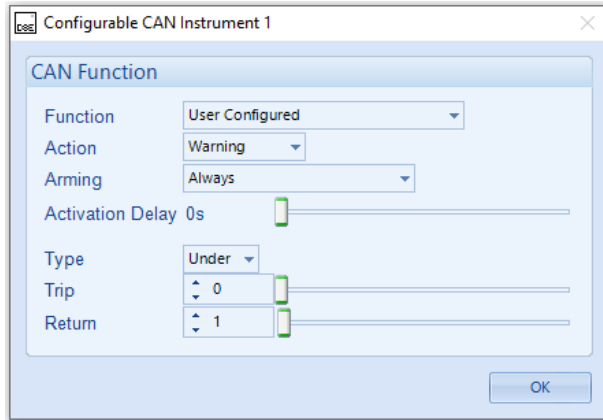 DSE Configurable CAN Instrument 1
CAN Function
Function User Configured
Action Warning
Arming Always
Activation Delay 0s
Type Under
Trip 0
Return 1
OK